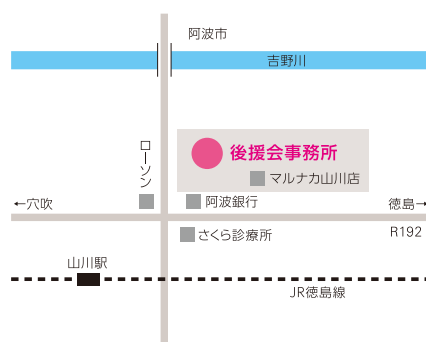 阿波市
吉野川
ローソン
後援会事務所
マルナカ山川店
←穴吹
阿波銀行
徳島→
さくら診療所
R192
山川駅
JR徳島線